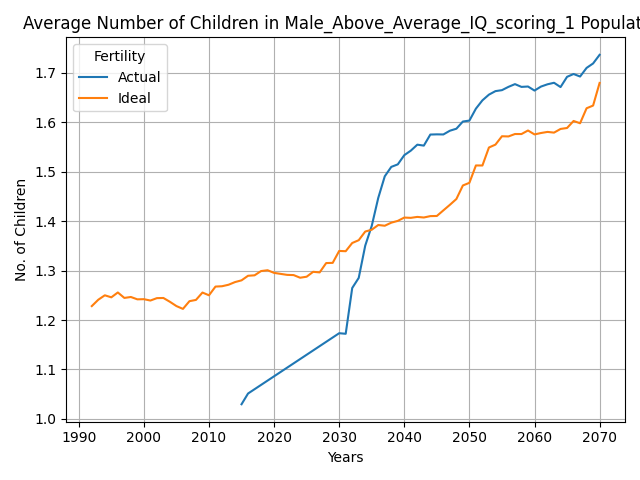 Average Number of Children in Male_Above_Average_IQ_scoring_1 Populat
Fertility
Actual
Ideal
No. of Children
1.7
1.6
1.5
1.4
1.3
1.2
1.1
1.0
1990 2000 2010 2020 2030 2040 2050 2060 2070
Years